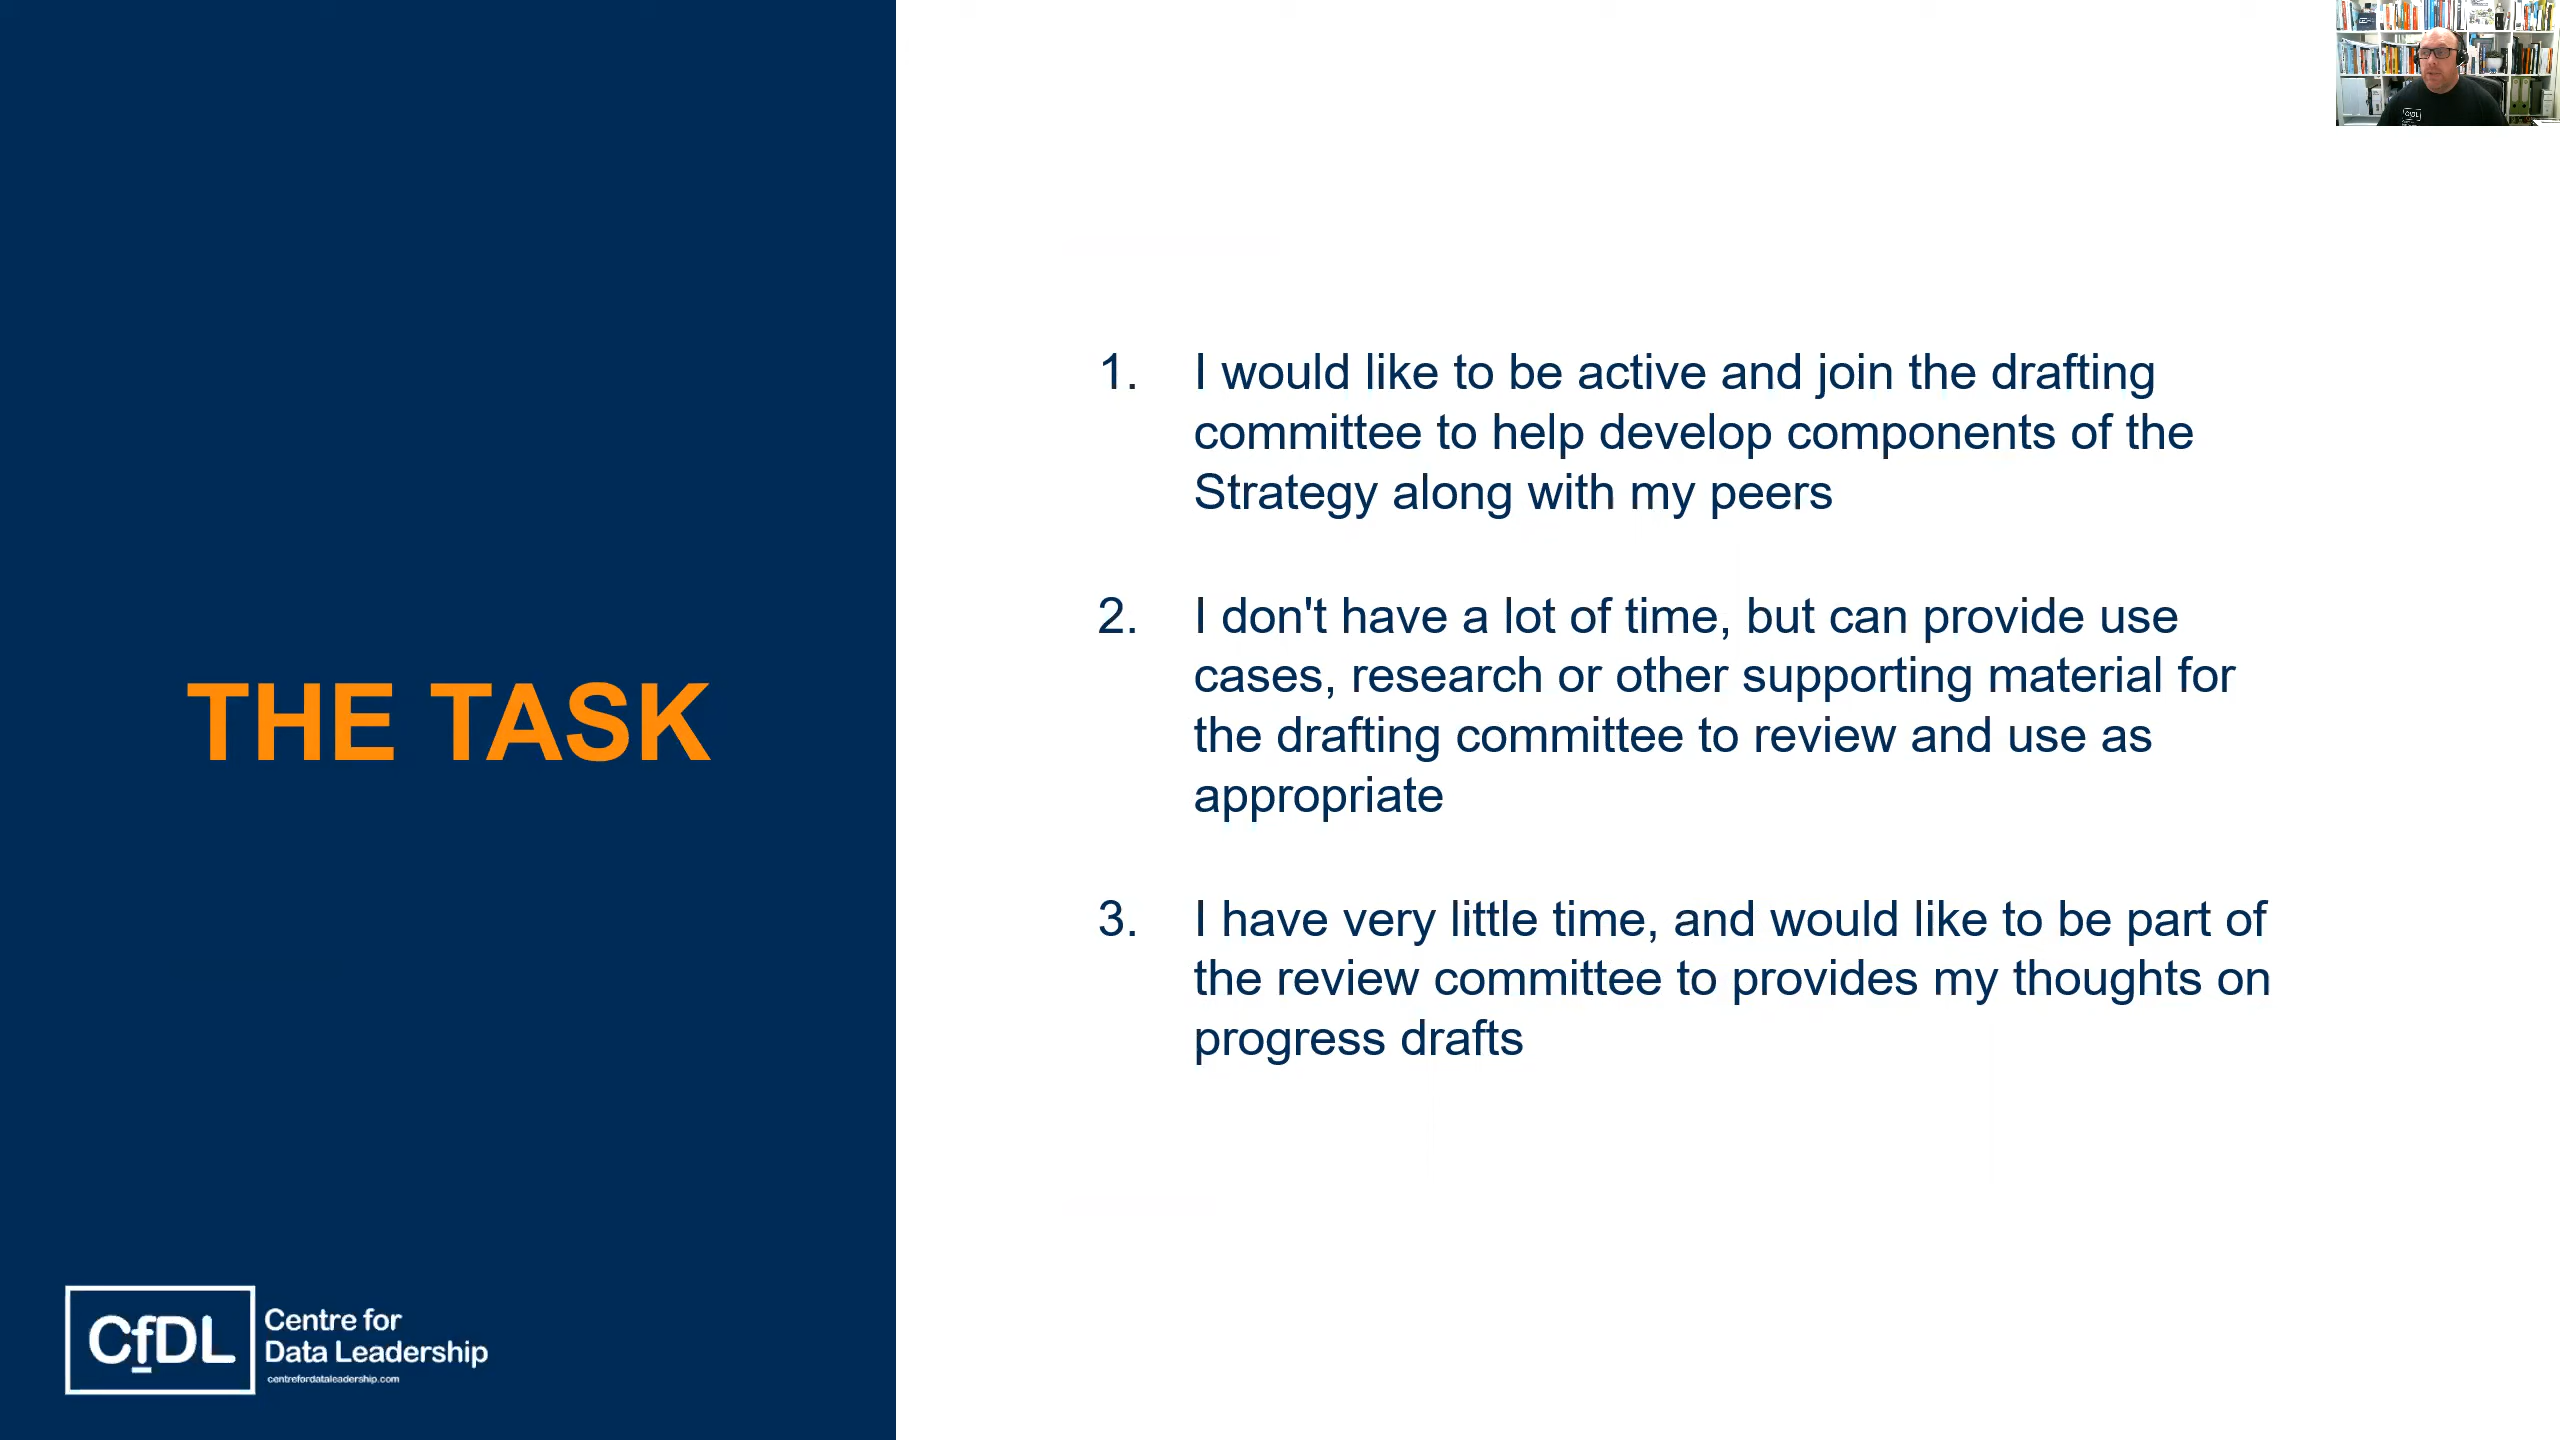 THE TASK
1. I would like to be active and join the drafting
committee to help develop components of the
Strategy along with my peers
2. I don't have a lot of time, but can provide use
cases, research or other supporting material for
the drafting committee to review and use as
appropriate
3. I have very little time, and would like to be part of
the review committee to provides my thoughts on
progress drafts
CfDL
Centre for
Data Leadership
centrefordataleadership.com
CfDL